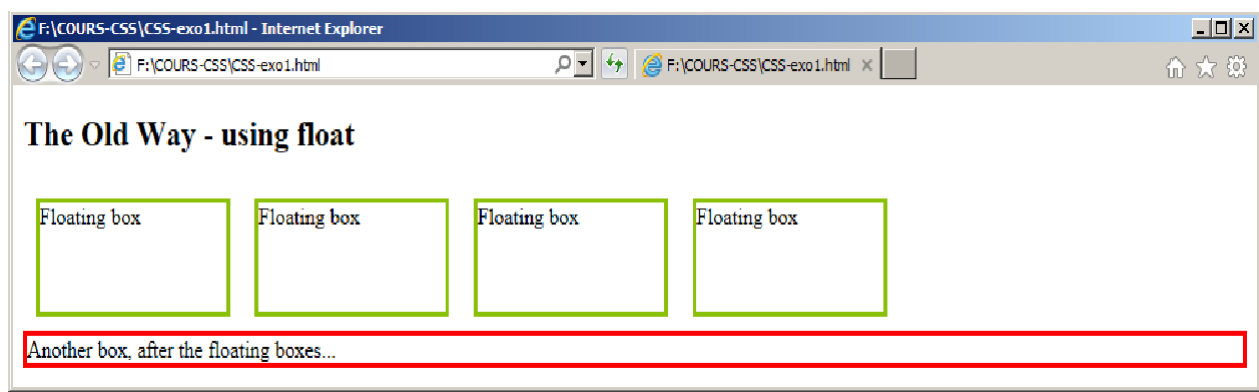 F:\COURS-CSS\CSS-exo1.html - Internet Explorer
F:\COURS-CSS\CSS-exo1.html F:\COURS-CSS\CSS-exo1.html
The Old Way - using float
Floating box Floating box Floating box Floating box
Another box, after the floating boxes...